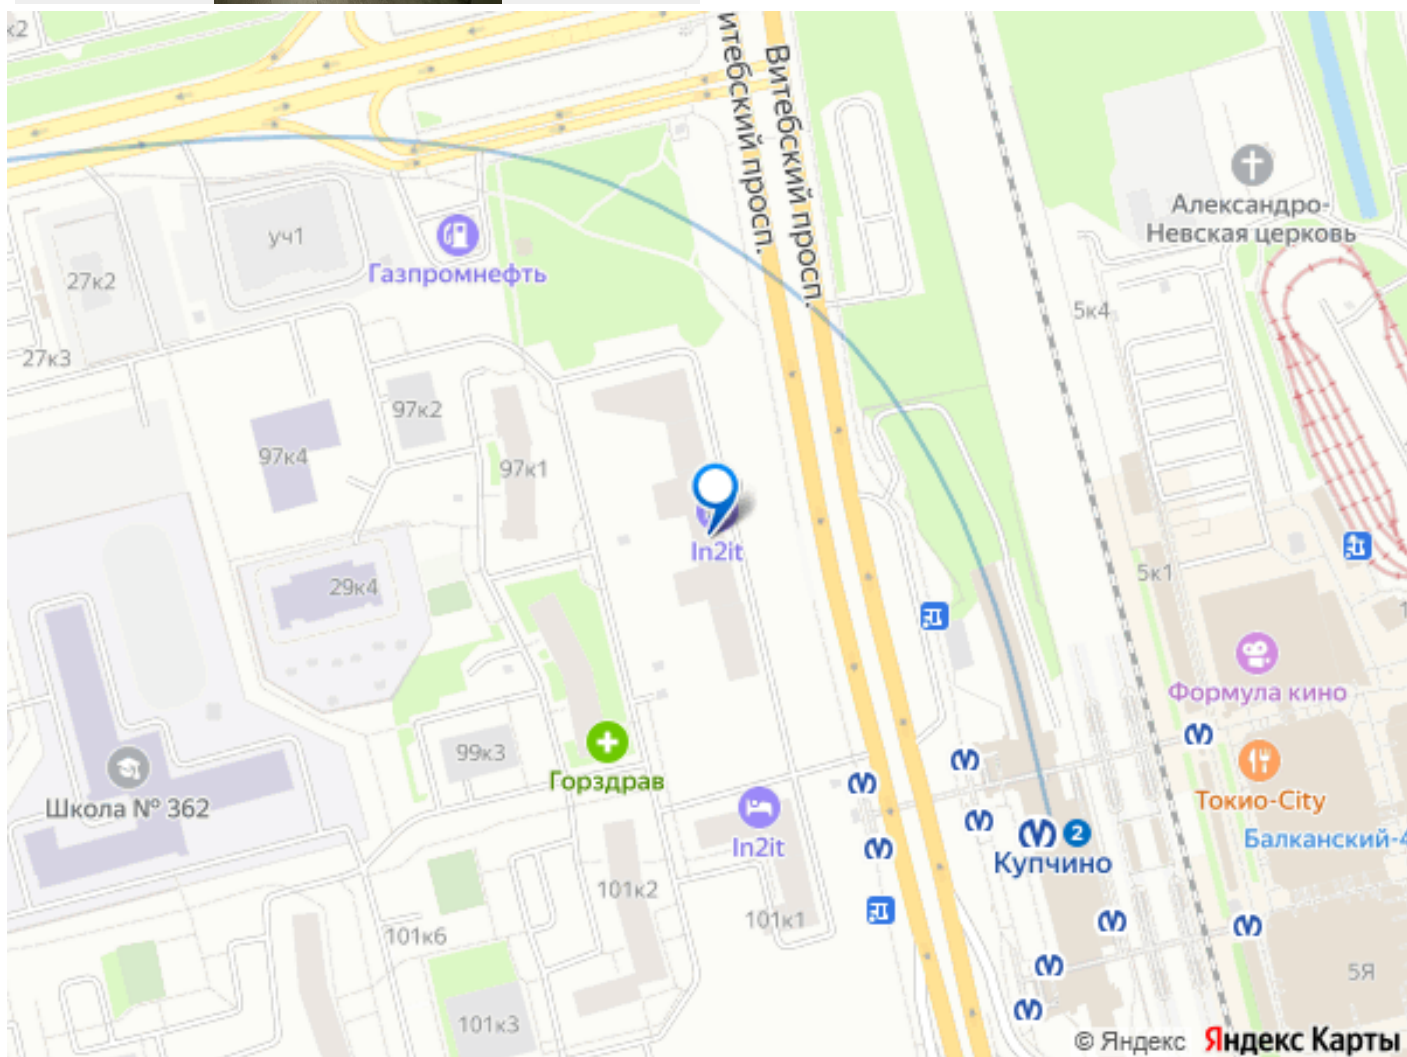 к2
итебский просп.
Витебский просп.
Александро-
Невская церковь
уч1
27к2
Газпромнефть
5к4
27к3
97к2
97к4
97к1
In2it
29к4
5к1
Формула кино
99к3
Горздрав
Школа № 362
Токио-City
In2it
2
Купчино
Балканский-4
101к2
101к1
101к6
5Я
101к3
© Яндекс Яндекс Карты